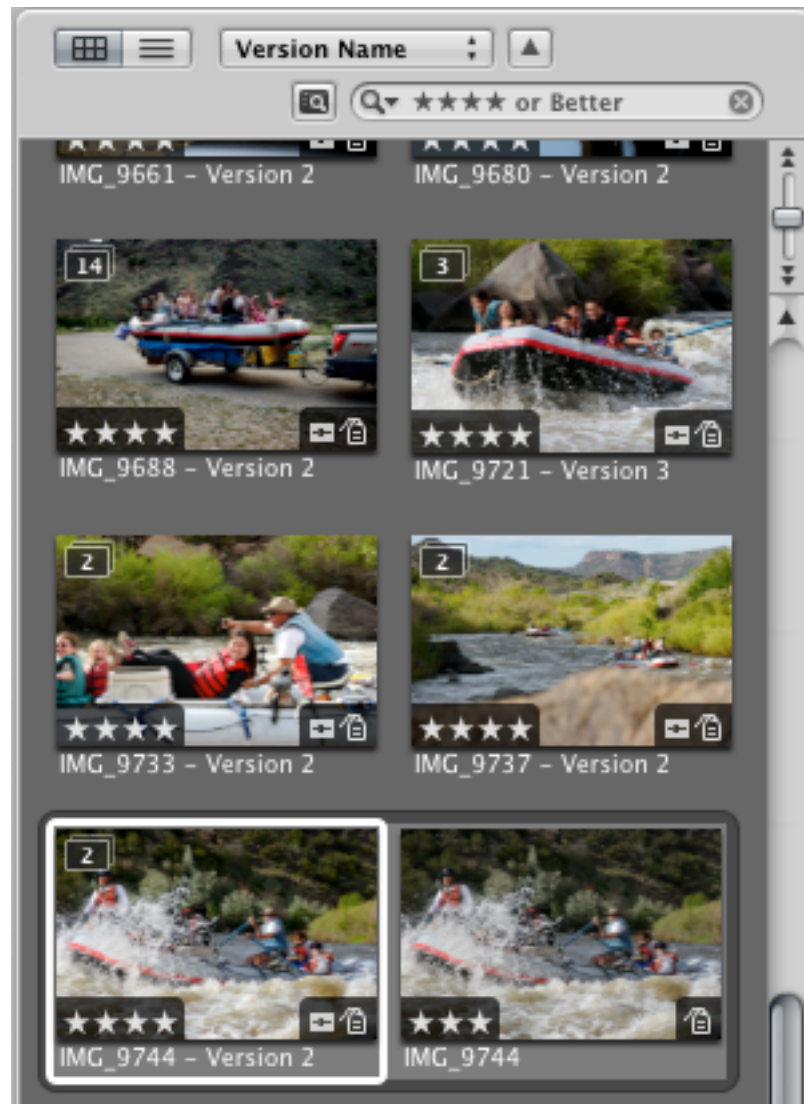 Version Name
★★★★ or Better
IMG_9661 – Version 2
IMG_9680 – Version 2
14
3
IMG_9688 – Version 2
IMG_9721 – Version 3
2
2
IMG_9733 – Version 2
IMG_9737 – Version 2
2
IMG_9744 – Version 2
IMG_9744